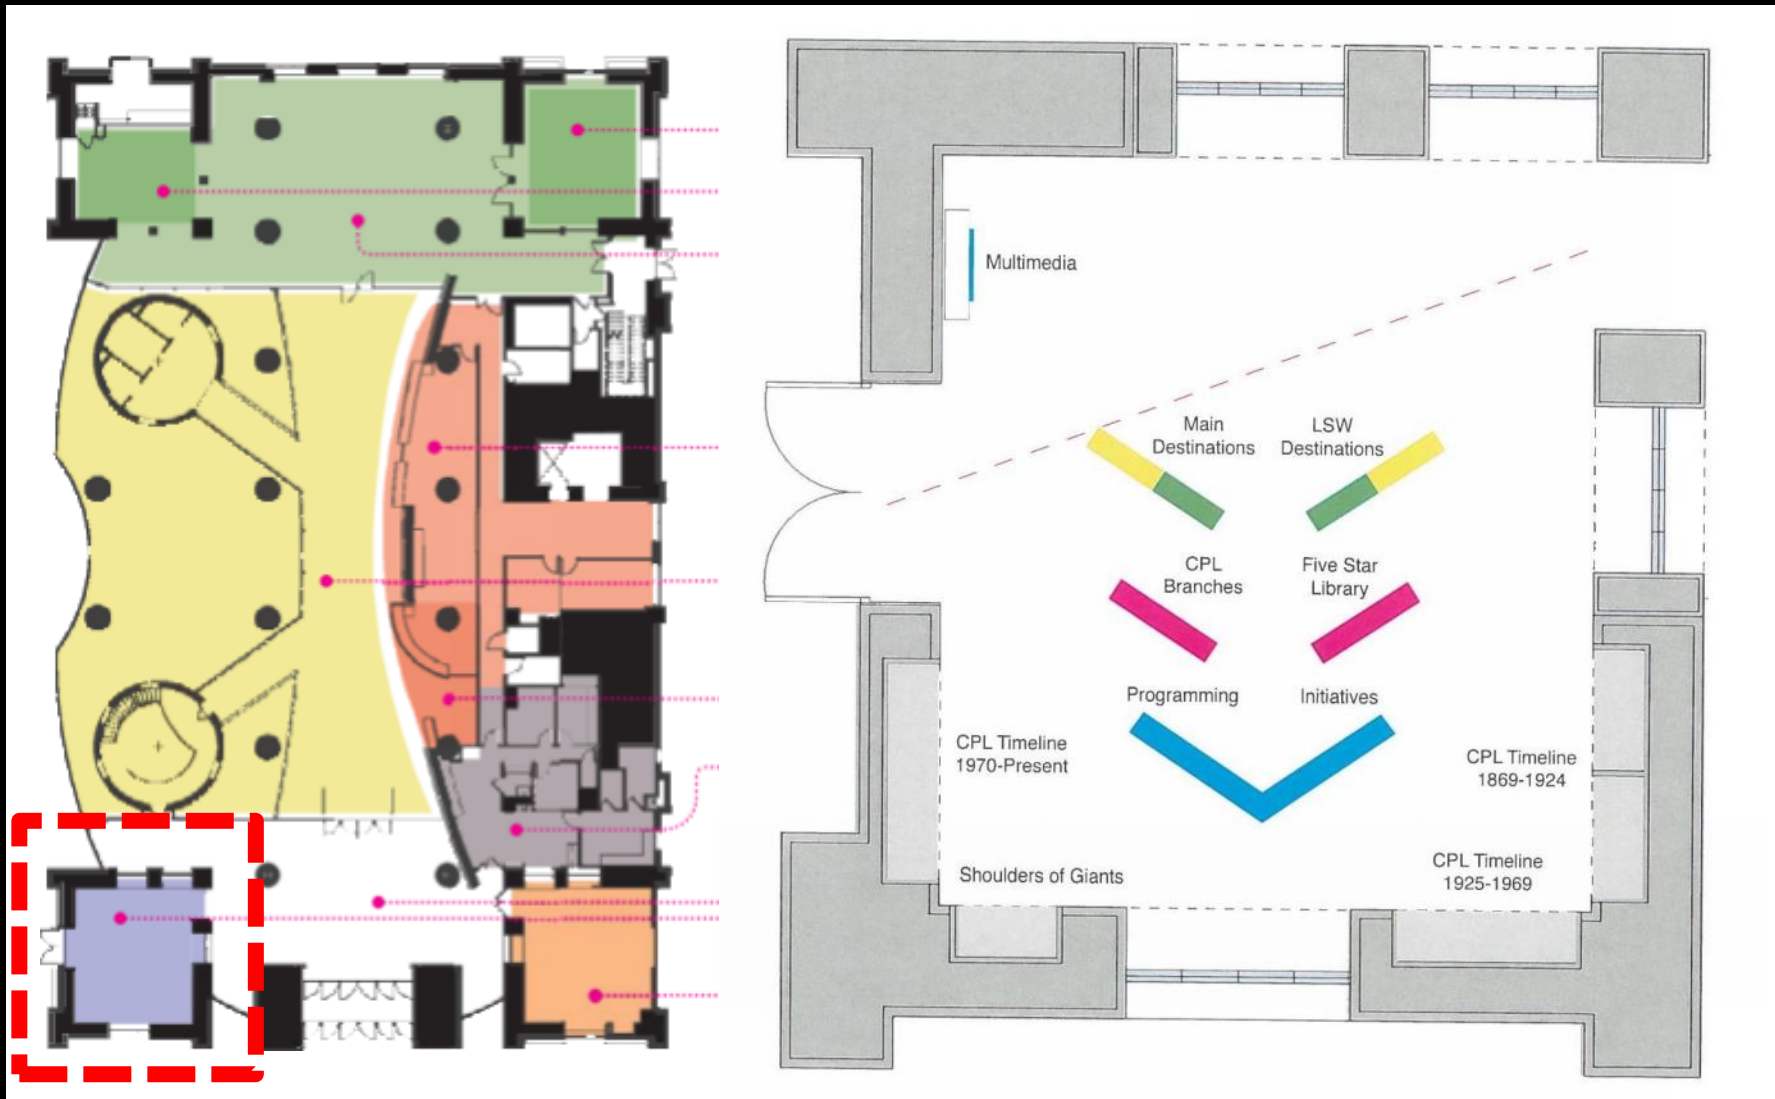 Multimedia
Main
Destinations
LSW
Destinations
CPL
Branches
Five Star
Library
Programming
Initiatives
CPL Timeline
1970-Present
CPL Timeline
1869-1924
Shoulders of Giants
CPL Timeline
1925-1969